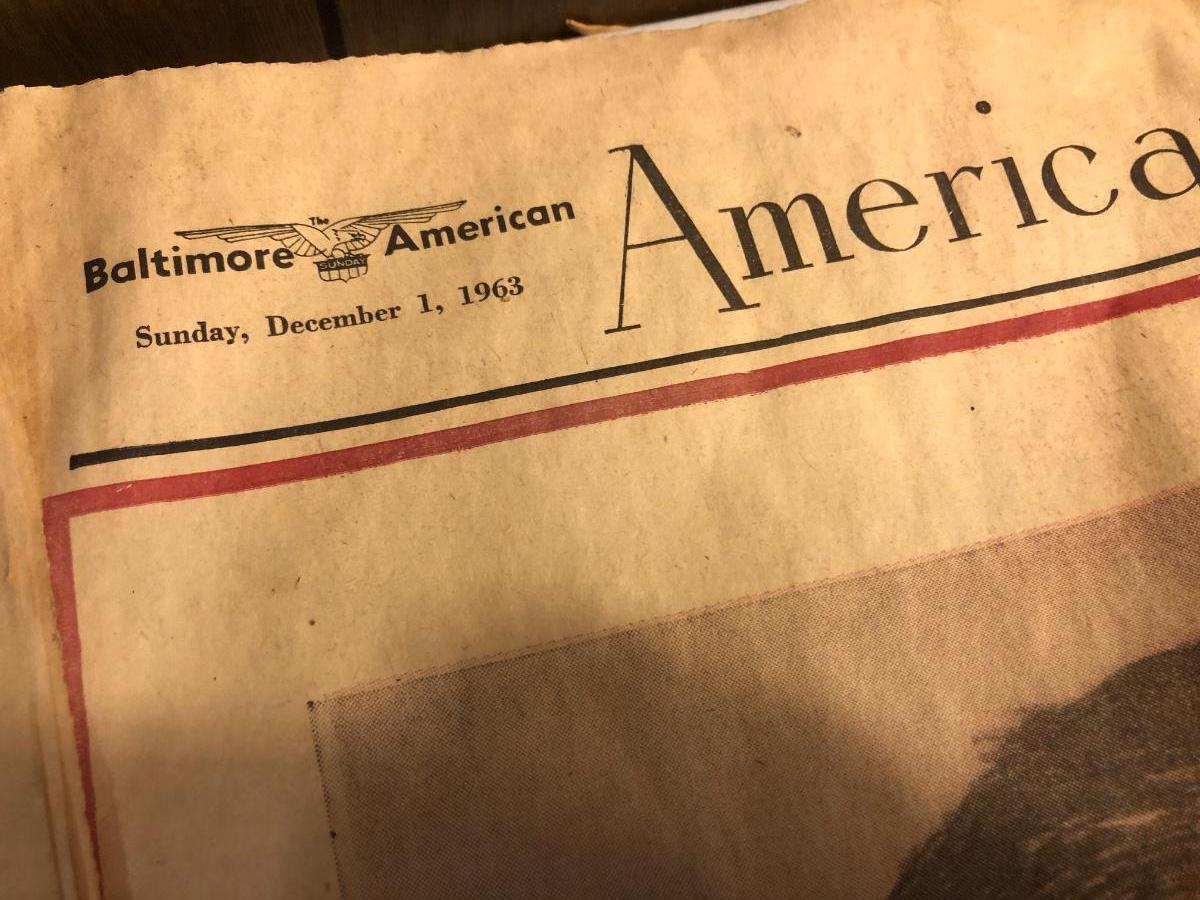 The
Baltimore American
SUNDAY
Sunday, December 1, 1963
America